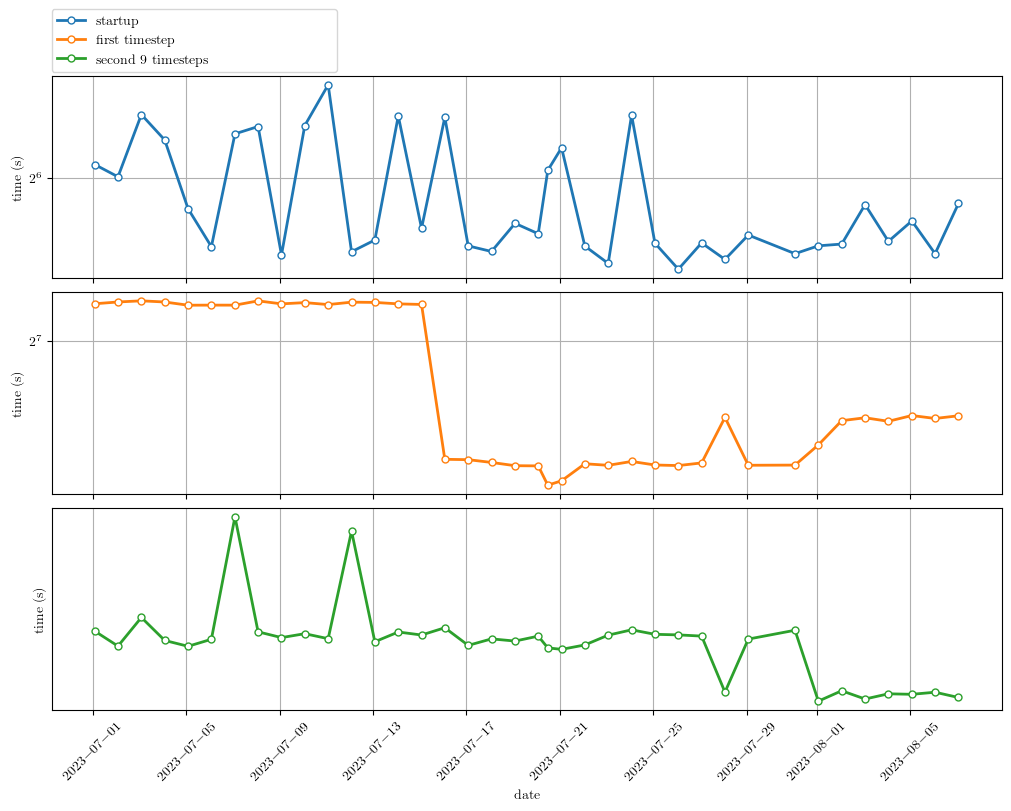 startup
first timestep
second 9 timesteps
time (s)
2^6
time (s)
2^7
time (s)
2023−07−01
2023−07−05
2023−07−09
2023−07−13
2023−07−17
2023−07−21
2023−07−25
2023−07−29
2023−08−01
2023−08−05
date